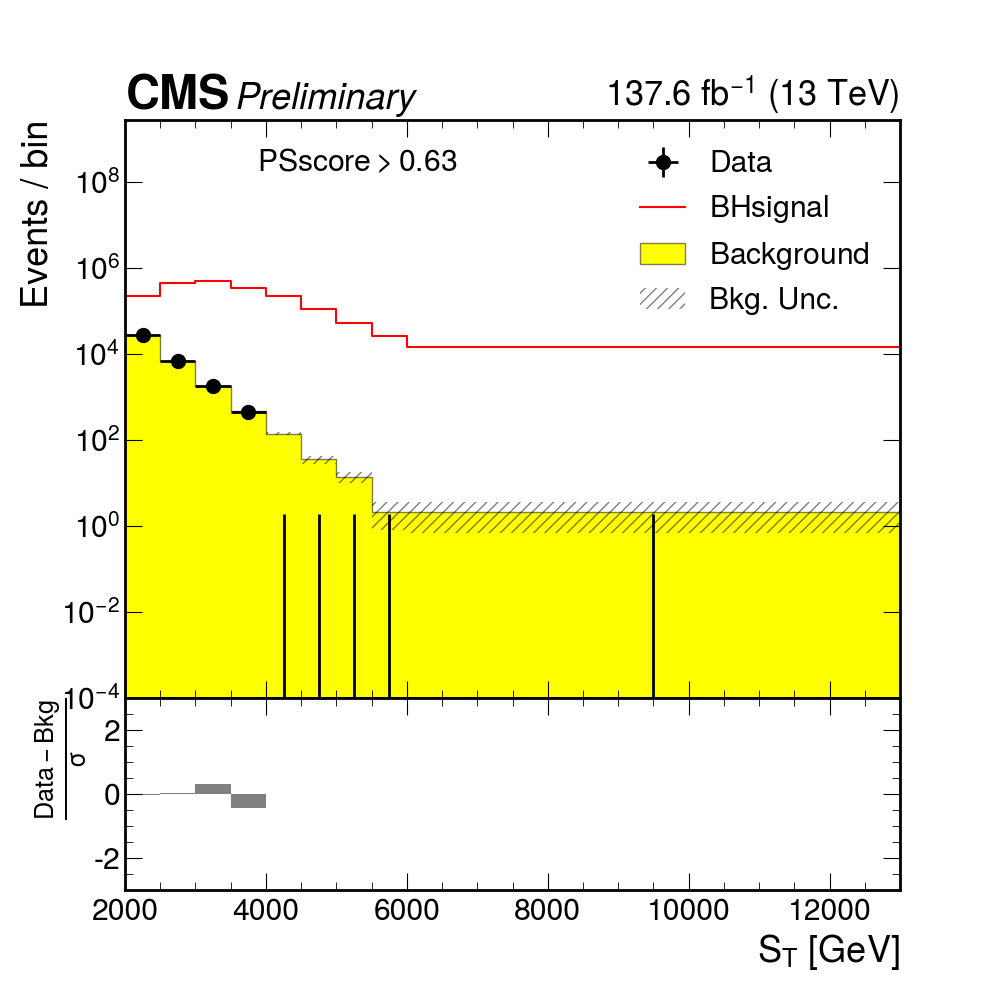 CMS Preliminary 137.6 fb⁻¹ (13 TeV)
Events / bin
PSscore > 0.63
Data
BHsignal
Background
Bkg. Unc.
10⁸
10⁶
10⁴
10²
10⁰
10⁻²
10⁻⁴
Data − Bkg
σ
2
0
-2
2000 4000 6000 8000 10000 12000
S_T [GeV]